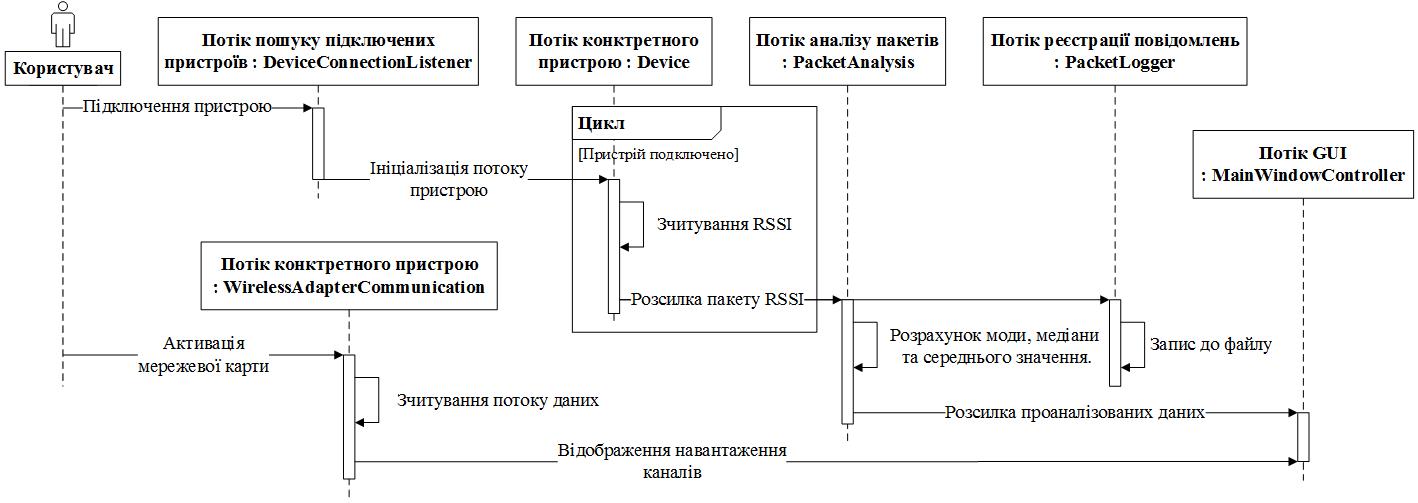 Користувач
Потік пошуку підключених
пристроїв : DeviceConnectionListener
Потік конктретного
пристрою : Device
Потік аналізу пакетів
: PacketAnalysis
Потік реєстрації повідомлень
: PacketLogger
Підключення пристрою
Цикл
[Пристрій подключено]
Потік GUI
: MainWindowController
Ініціалізація потоку
пристрою
Зчитування RSSI
Потік конктретного пристрою
: WirelessAdapterCommunication
Розсилка пакету RSSI
Активація
мережевої карти
Розрахунок моди, медіани
та середнього значення.
Запис до файлу
Зчитування потоку даних
Розсилка проаналізованих даних
Відображення навантаження
каналів